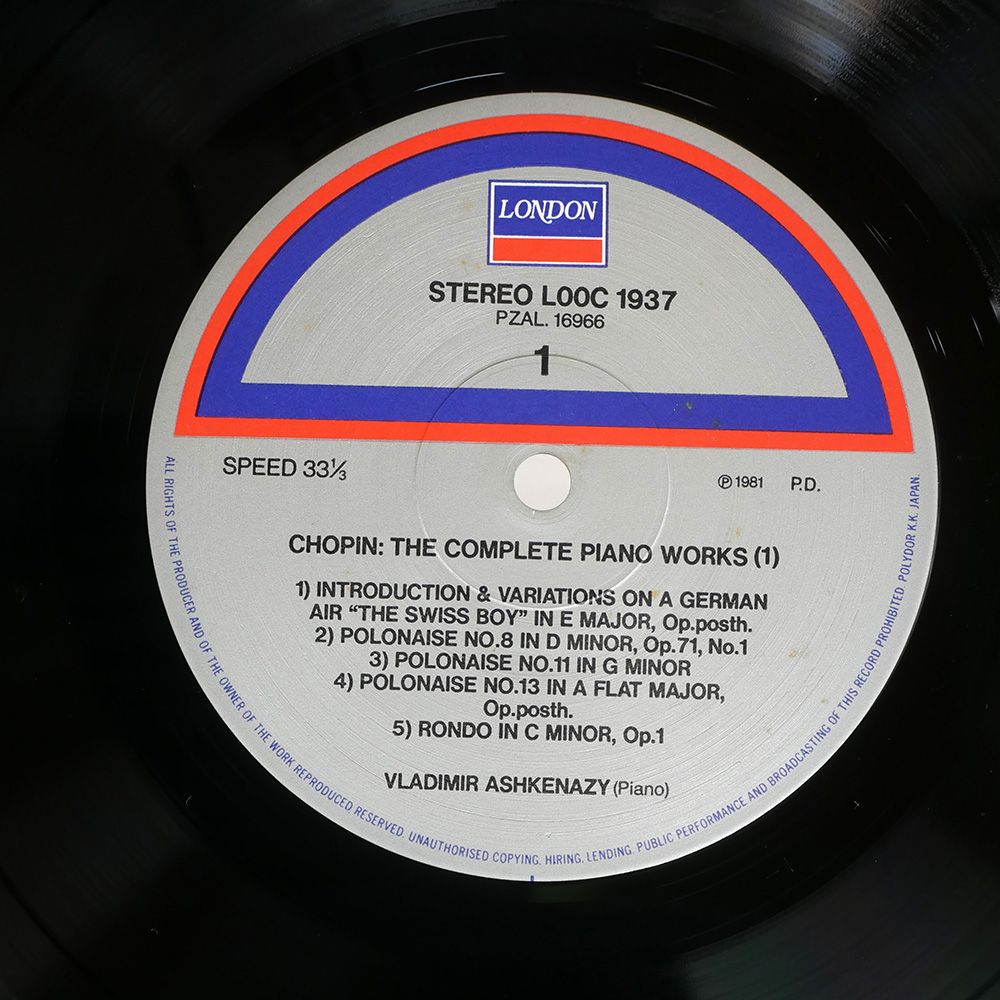 LONDON
STEREO L00C 1937
PZAL. 16966
1
SPEED 33⅓
Ⓟ 1981 P.D.
CHOPIN: THE COMPLETE PIANO WORKS (1)
1) INTRODUCTION & VARIATIONS ON A GERMAN
AIR “THE SWISS BOY” IN E MAJOR, Op.posth.
2) POLONAISE NO.8 IN D MINOR, Op.71, No.1
3) POLONAISE NO.11 IN G MINOR
4) POLONAISE NO.13 IN A FLAT MAJOR,
Op.posth.
5) RONDO IN C MINOR, Op.1
VLADIMIR ASHKENAZY (Piano)
ALL RIGHTS OF THE PRODUCER AND OF THE OWNER OF THE WORK REPRODUCED RESERVED. UNAUTHORISED COPYING. HIRING. LENDING. PUBLIC PERFORMANCE AND BROADCASTING OF THIS RECORD PROHIBITED. POLYDOR K.K. JAPAN.